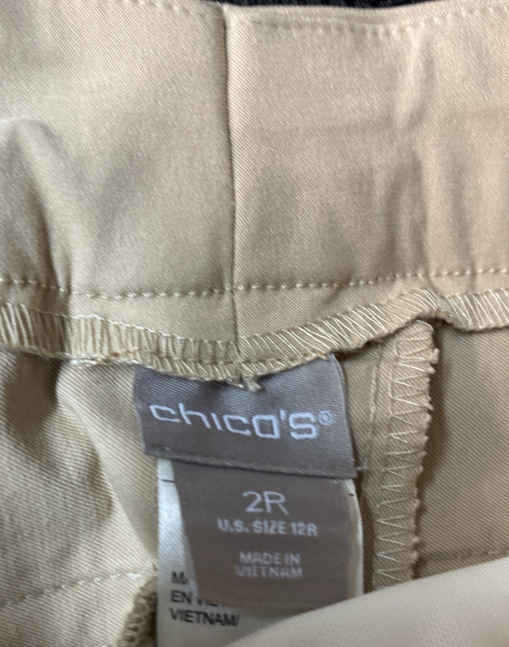 chico's®
2R
U.S. SIZE 12R
MADE IN
VIETNAM
EN
VIETNAM/